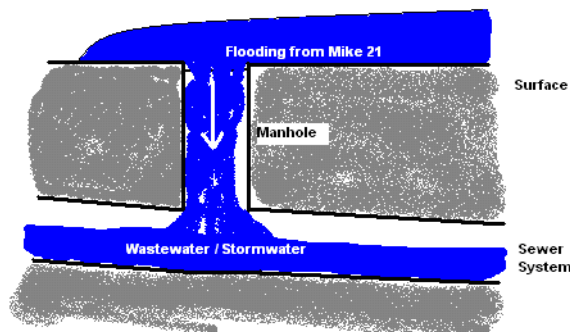 Flooding from Mike 21
Surface
Manhole
Wastewater / Stormwater
Sewer
System